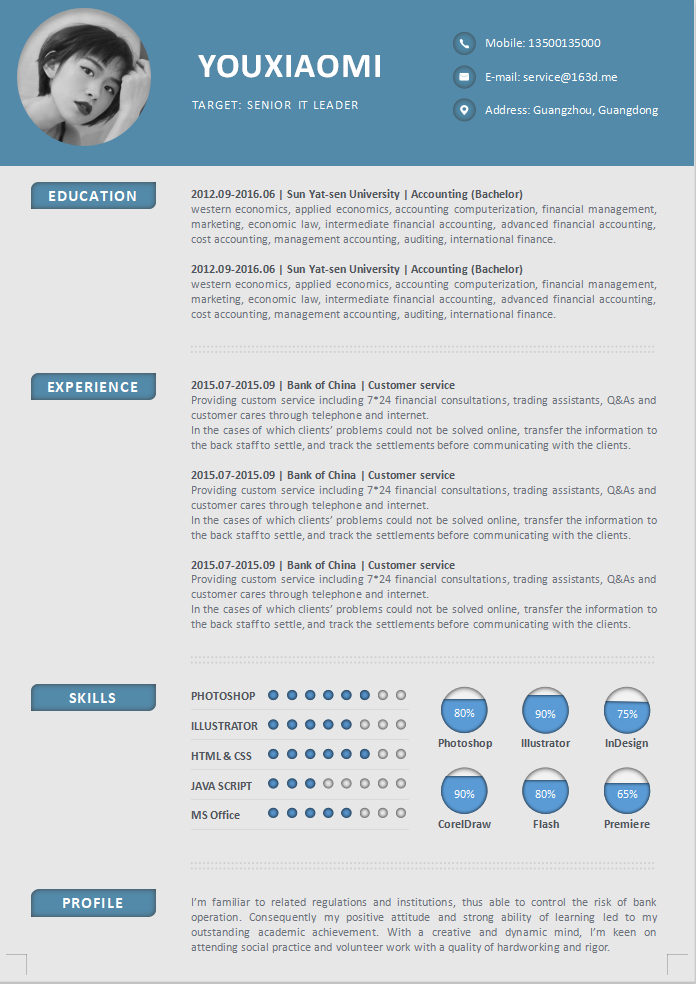 YOUXIAOMI
TARGET: SENIOR IT LEADER
Mobile: 13500135000
E-mail: service@163d.me
Address: Guangzhou, Guangdong
EDUCATION
2012.09-2016.06 | Sun Yat-sen University | Accounting (Bachelor)
western economics, applied economics, accounting computerization, financial management,
marketing, economic law, intermediate financial accounting, advanced financial accounting,
cost accounting, management accounting, auditing, international finance.
2012.09-2016.06 | Sun Yat-sen University | Accounting (Bachelor)
western economics, applied economics, accounting computerization, financial management,
marketing, economic law, intermediate financial accounting, advanced financial accounting,
cost accounting, management accounting, auditing, international finance.
EXPERIENCE
2015.07-2015.09 | Bank of China | Customer service
Providing custom service including 7*24 financial consultations, trading assistants, Q&As and
customer cares through telephone and internet.
In the cases of which clients' problems could not be solved online, transfer the information to
the back staff to settle, and track the settlements before communicating with the clients.
2015.07-2015.09 | Bank of China | Customer service
Providing custom service including 7*24 financial consultations, trading assistants, Q&As and
customer cares through telephone and internet.
In the cases of which clients' problems could not be solved online, transfer the information to
the back staff to settle, and track the settlements before communicating with the clients.
2015.07-2015.09 | Bank of China | Customer service
Providing custom service including 7*24 financial consultations, trading assistants, Q&As and
customer cares through telephone and internet.
In the cases of which clients' problems could not be solved online, transfer the information to
the back staff to settle, and track the settlements before communicating with the clients.
SKILLS
PHOTOSHOP
ILLUSTRATOR
HTML & CSS
JAVA SCRIPT
MS Office
80%
90%
75%
Photoshop
Illustrator
InDesign
90%
80%
65%
CorelDraw
Flash
Premiere
PROFILE
I'm familiar to related regulations and institutions, thus able to control the risk of bank
operation. Consequently my positive attitude and strong ability of learning led to my
outstanding academic achievement. With a creative and dynamic mind, I'm keen on
attending social practice and volunteer work with a quality of hardworking and rigor.